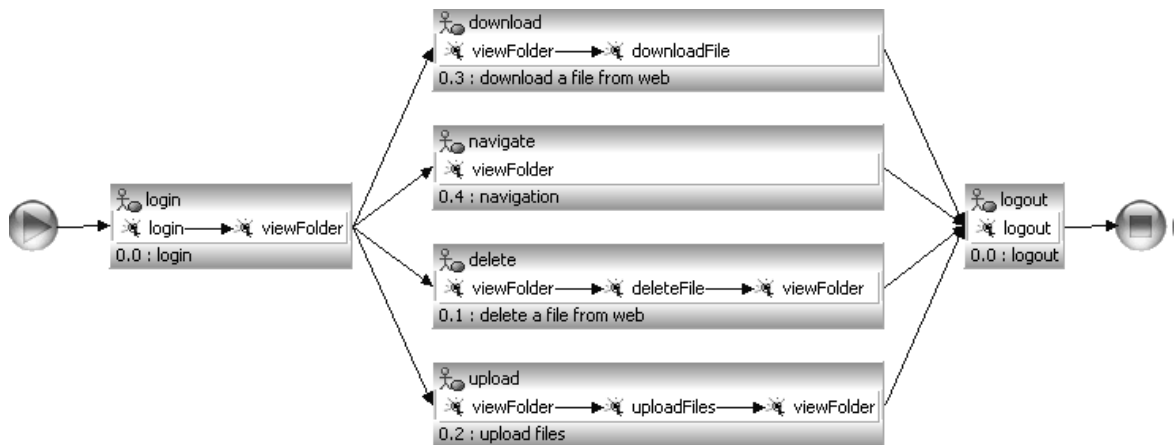 login
login viewFolder
0.0 : login
download
viewFolder downloadFile
0.3 : download a file from web
navigate
viewFolder
0.4 : navigation
delete
viewFolder deleteFile viewFolder
0.1 : delete a file from web
upload
viewFolder uploadFiles viewFolder
0.2 : upload files
logout
logout
0.0 : logout